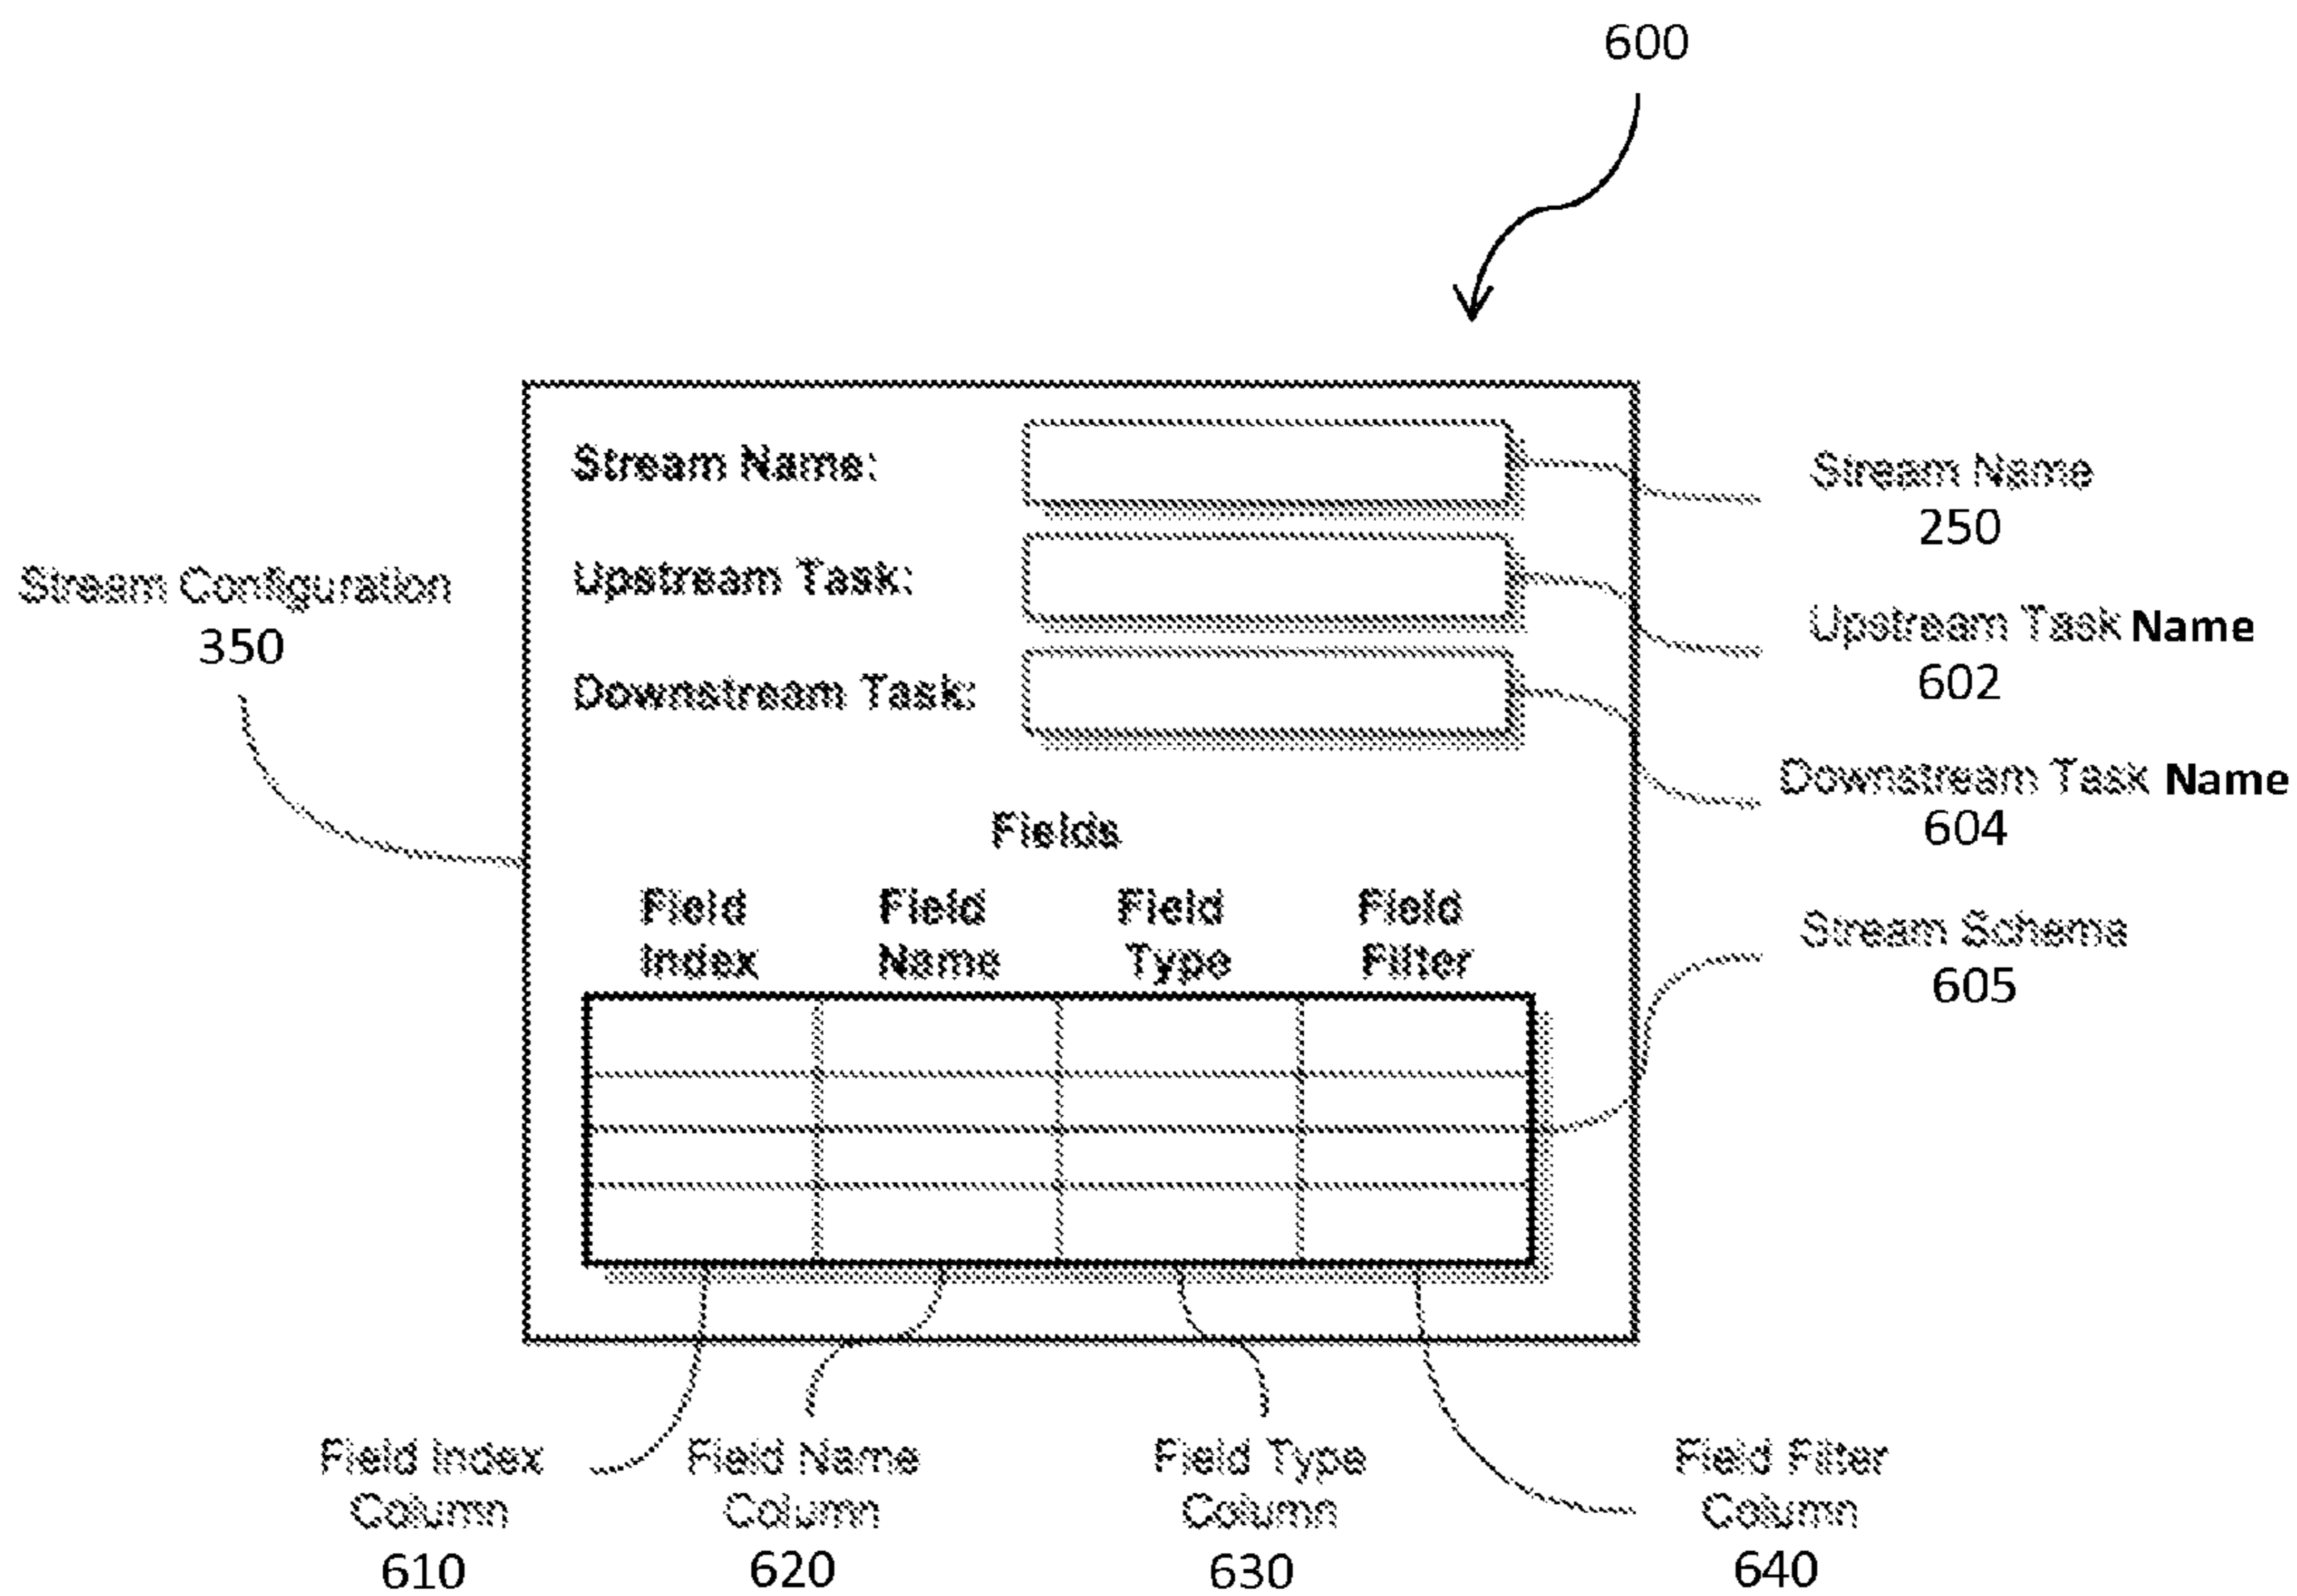 600
Stream Name:
Stream Name
250
Stream Configuration
350
Upstream Task:
Upstream Task Name
602
Downstream Task:
Downstream Task Name
604
Fields
Field Index
Field Name
Field Type
Field Filter
Stream Schema
605
Field Index
Column
610
Field Name
Column
620
Field Type
Column
630
Field Filter
Column
640